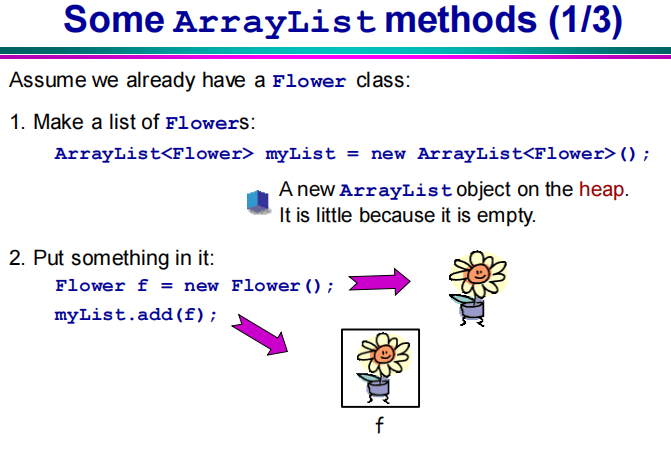 Some ArrayList methods (1/3)
Assume we already have a Flower class:
1. Make a list of Flowers:
ArrayList<Flower> myList = new ArrayList<Flower>();
A new ArrayList object on the heap.
It is little because it is empty.
2. Put something in it:
Flower f = new Flower();
myList.add(f);
f